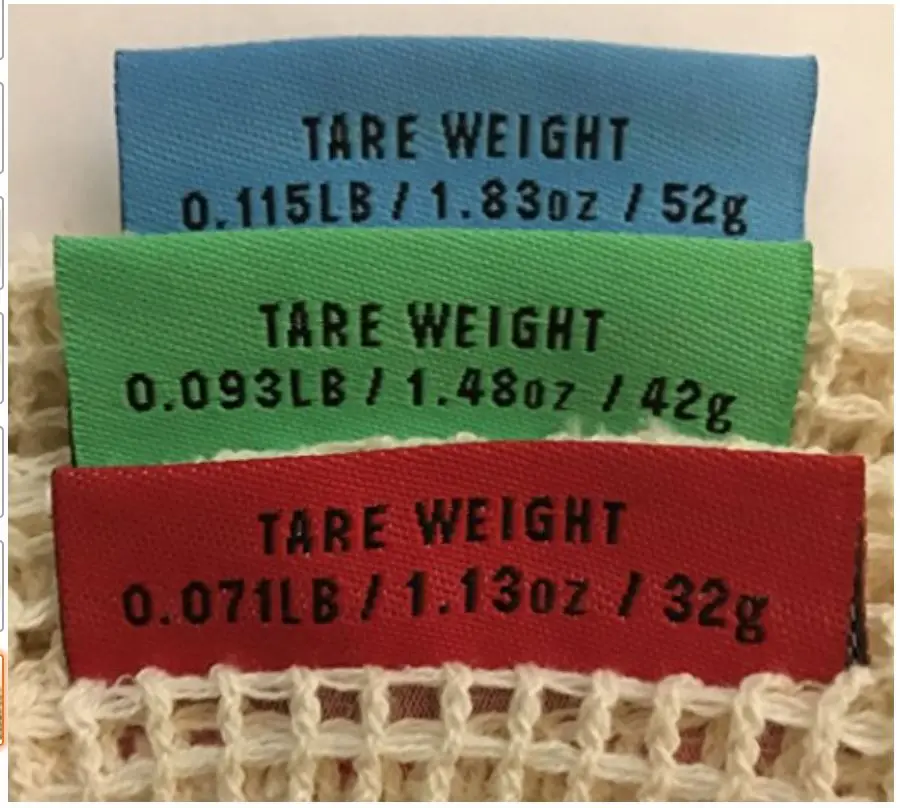 TARE WEIGHT
0.115LB / 1.83oz / 52g
TARE WEIGHT
0.093LB / 1.48oz / 42g
TARE WEIGHT
0.071LB / 1.13oz / 32g